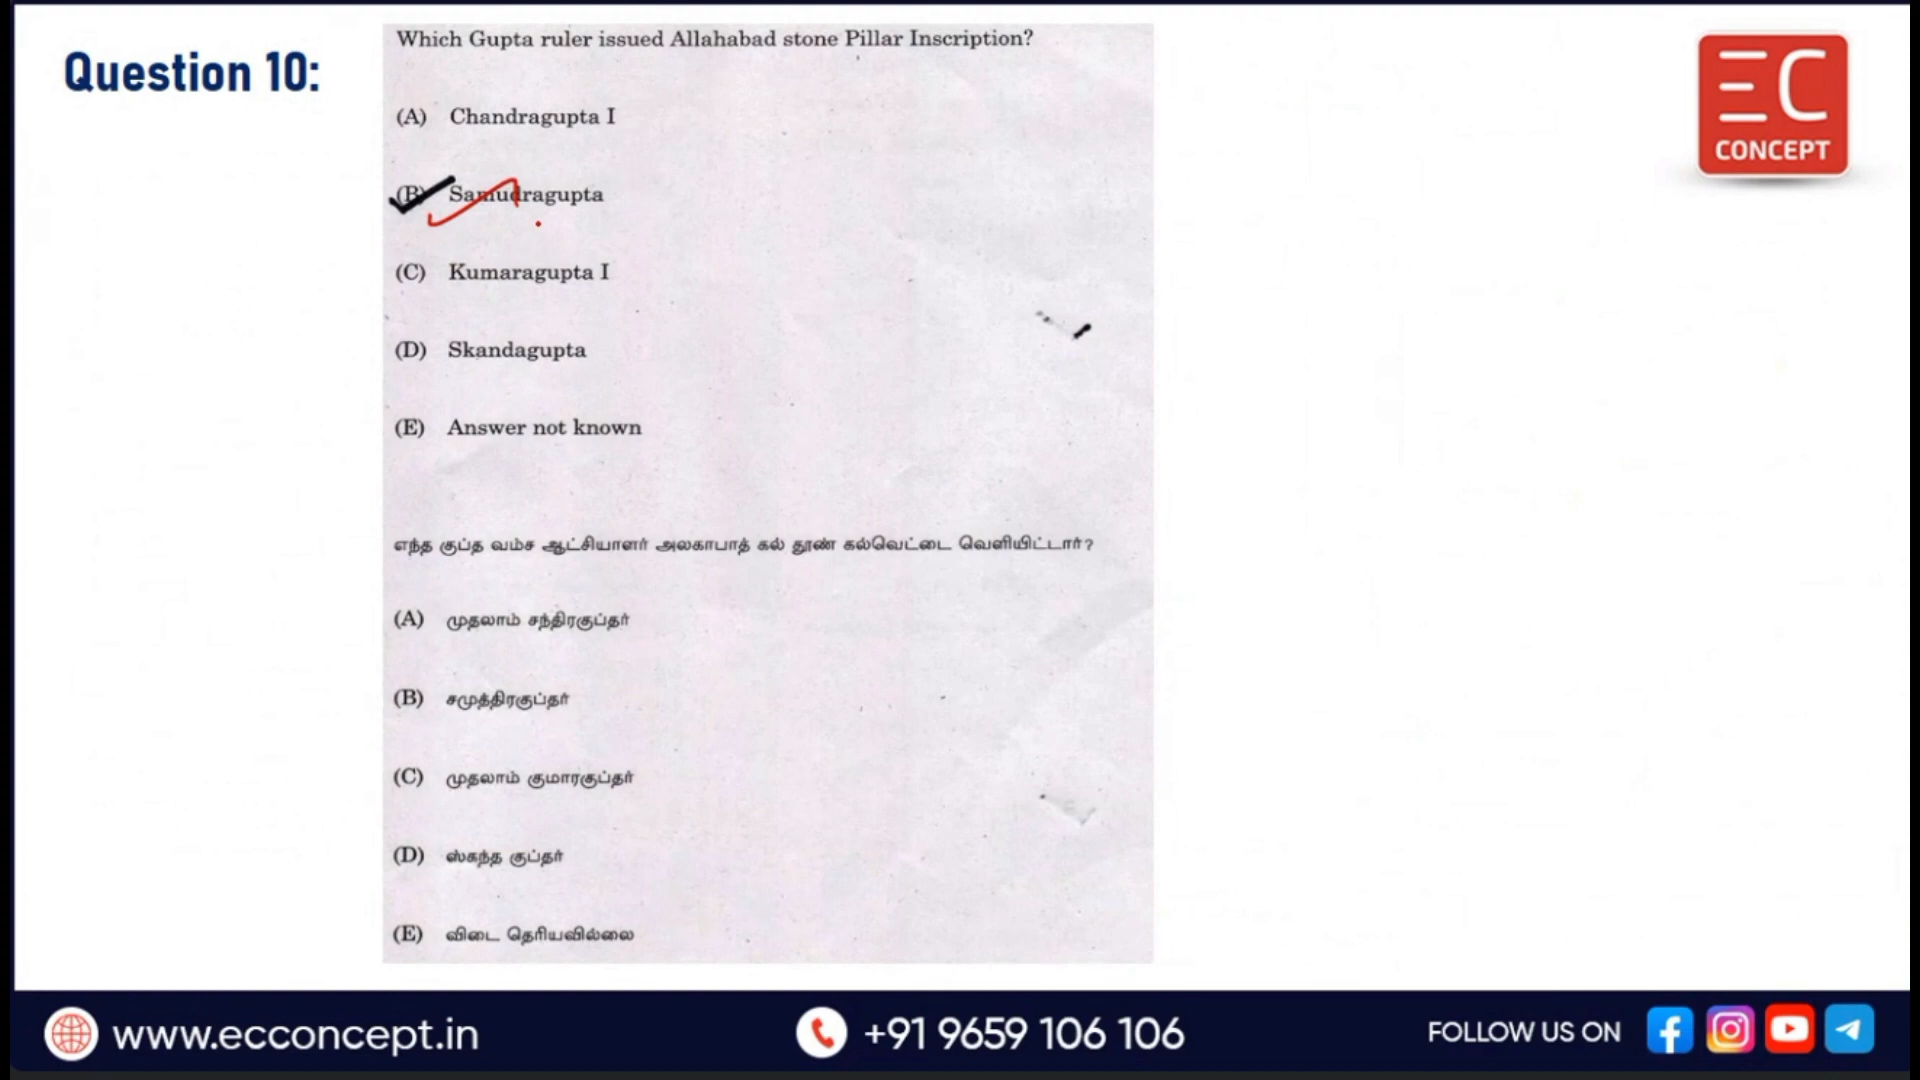 Question 10:
Which Gupta ruler issued Allahabad stone Pillar Inscription?
(A) Chandragupta I
(B) Samudragupta
(C) Kumaragupta I
(D) Skandagupta
(E) Answer not known
எந்த குப்த வம்ச ஆட்சியாளர் அலகாபாத் கல் தூண் கல்வெட்டை வெளியிட்டார்?
(A) முதலாம் சந்திரகுப்தர்
(B) சமுத்திரகுப்தர்
(C) முதலாம் குமாரகுப்தர்
(D) ஸ்கந்த குப்தர்
(E) விடை தெரியவில்லை
EC
CONCEPT
www.ecconcept.in
+91 9659 106 106
FOLLOW US ON